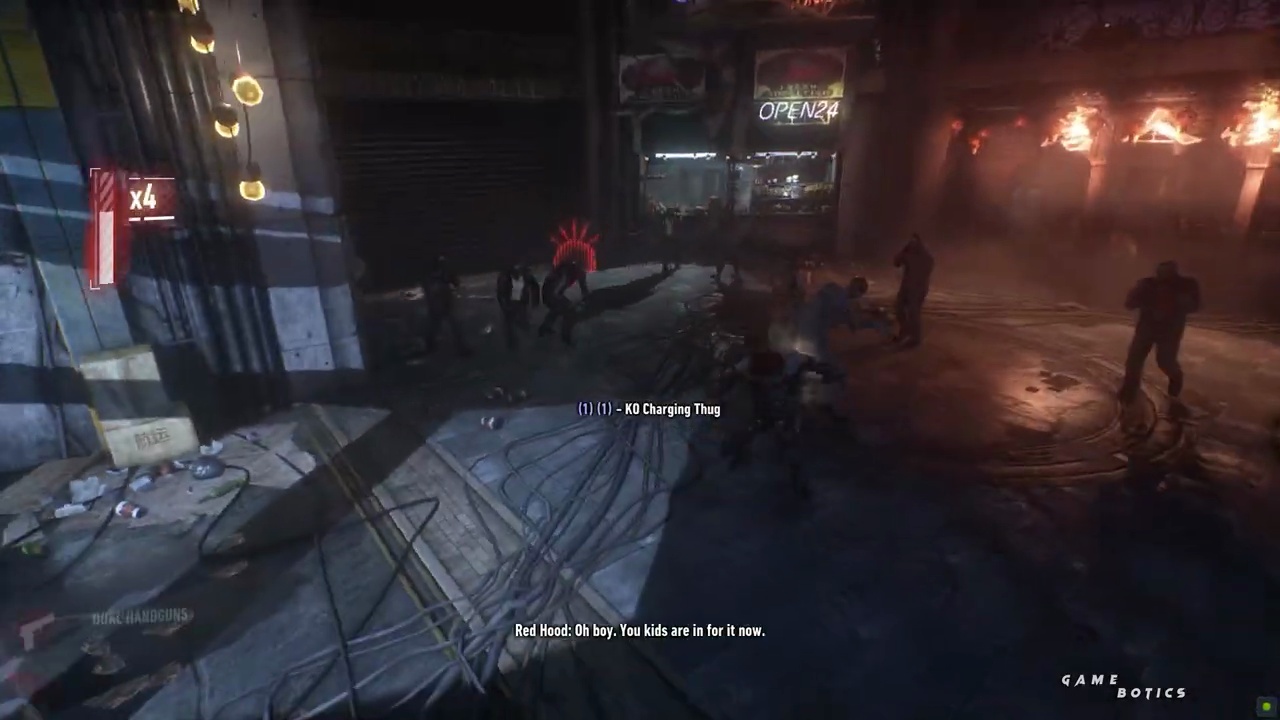 OPEN24
x4
(1) (1) - KO Charging Thug
DUAL HANDGUNS
Red Hood: Oh boy. You kids are in for it now.
GAME
BOTICS